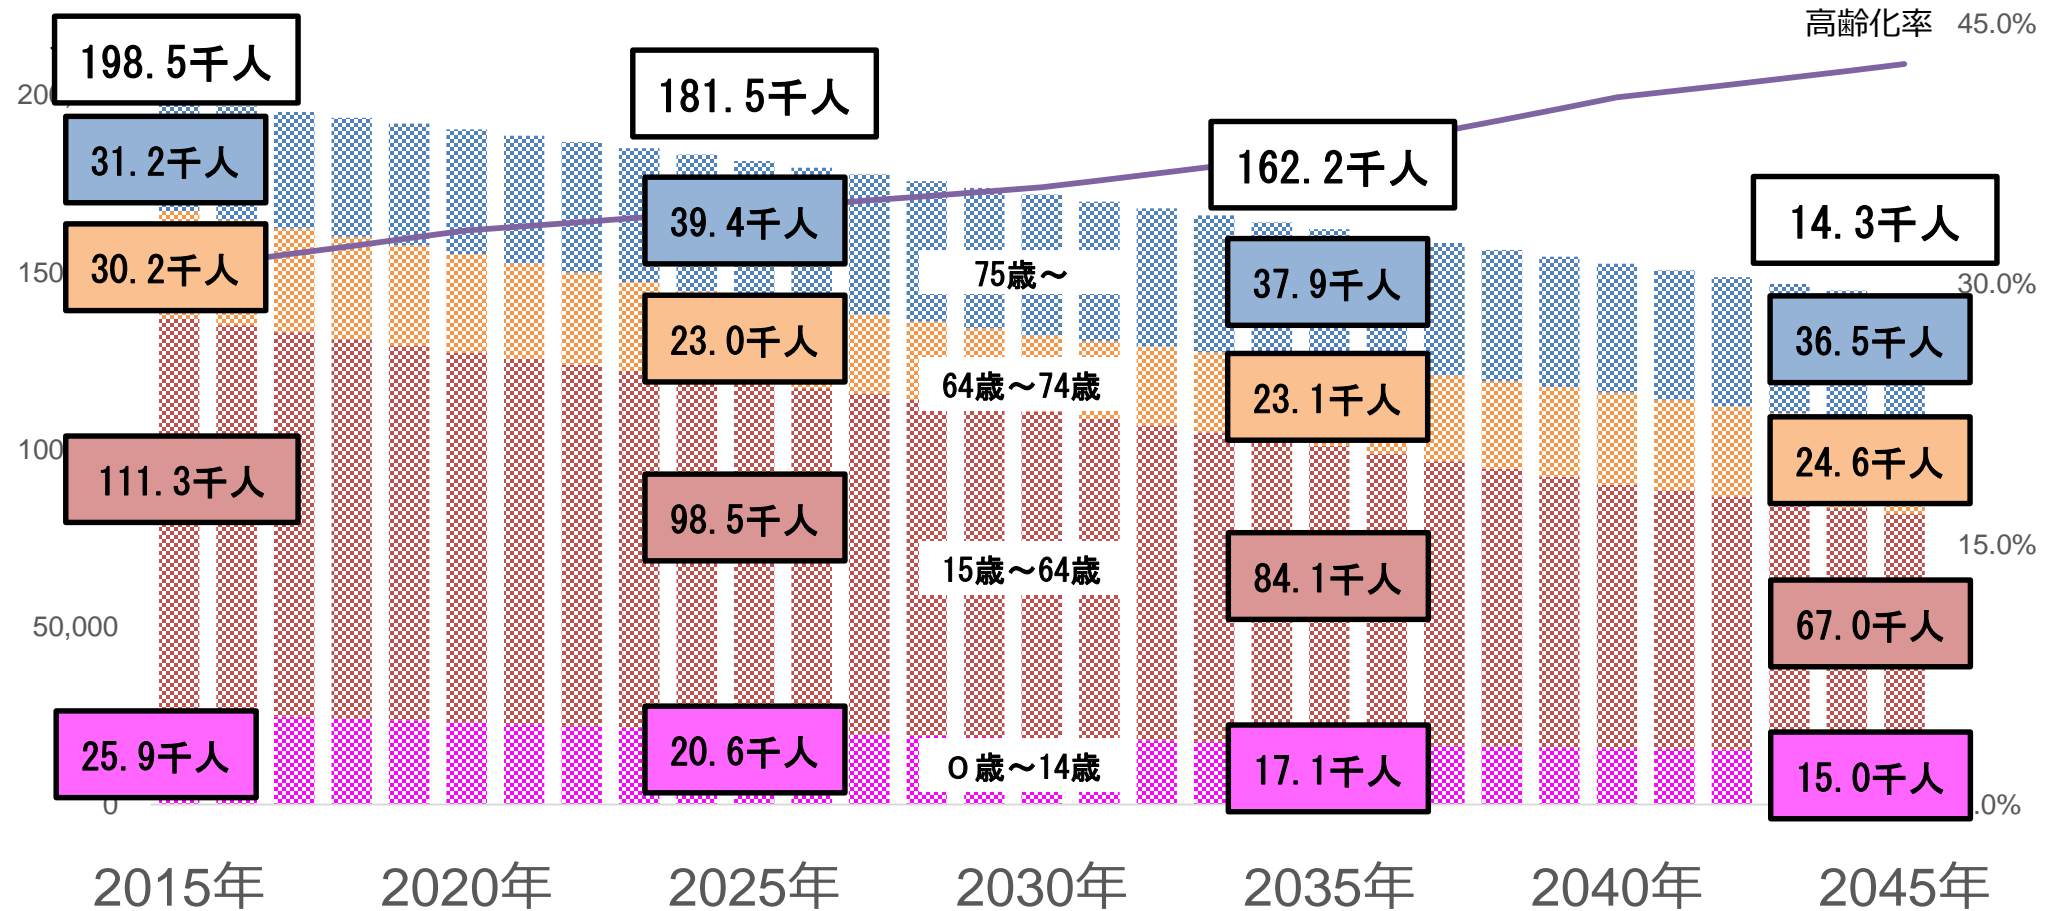 高齢化率
45.0%
198.5千人
181.5千人
162.2千人
14.3千人
31.2千人
39.4千人
37.9千人
36.5千人
30.2千人
23.0千人
23.1千人
24.6千人
111.3千人
98.5千人
84.1千人
67.0千人
25.9千人
20.6千人
17.1千人
15.0千人
75歳～
64歳～74歳
15歳～64歳
０歳～14歳
30.0%
15.0%
.0%
50,000
0
2015年
2020年
2025年
2030年
2035年
2040年
2045年